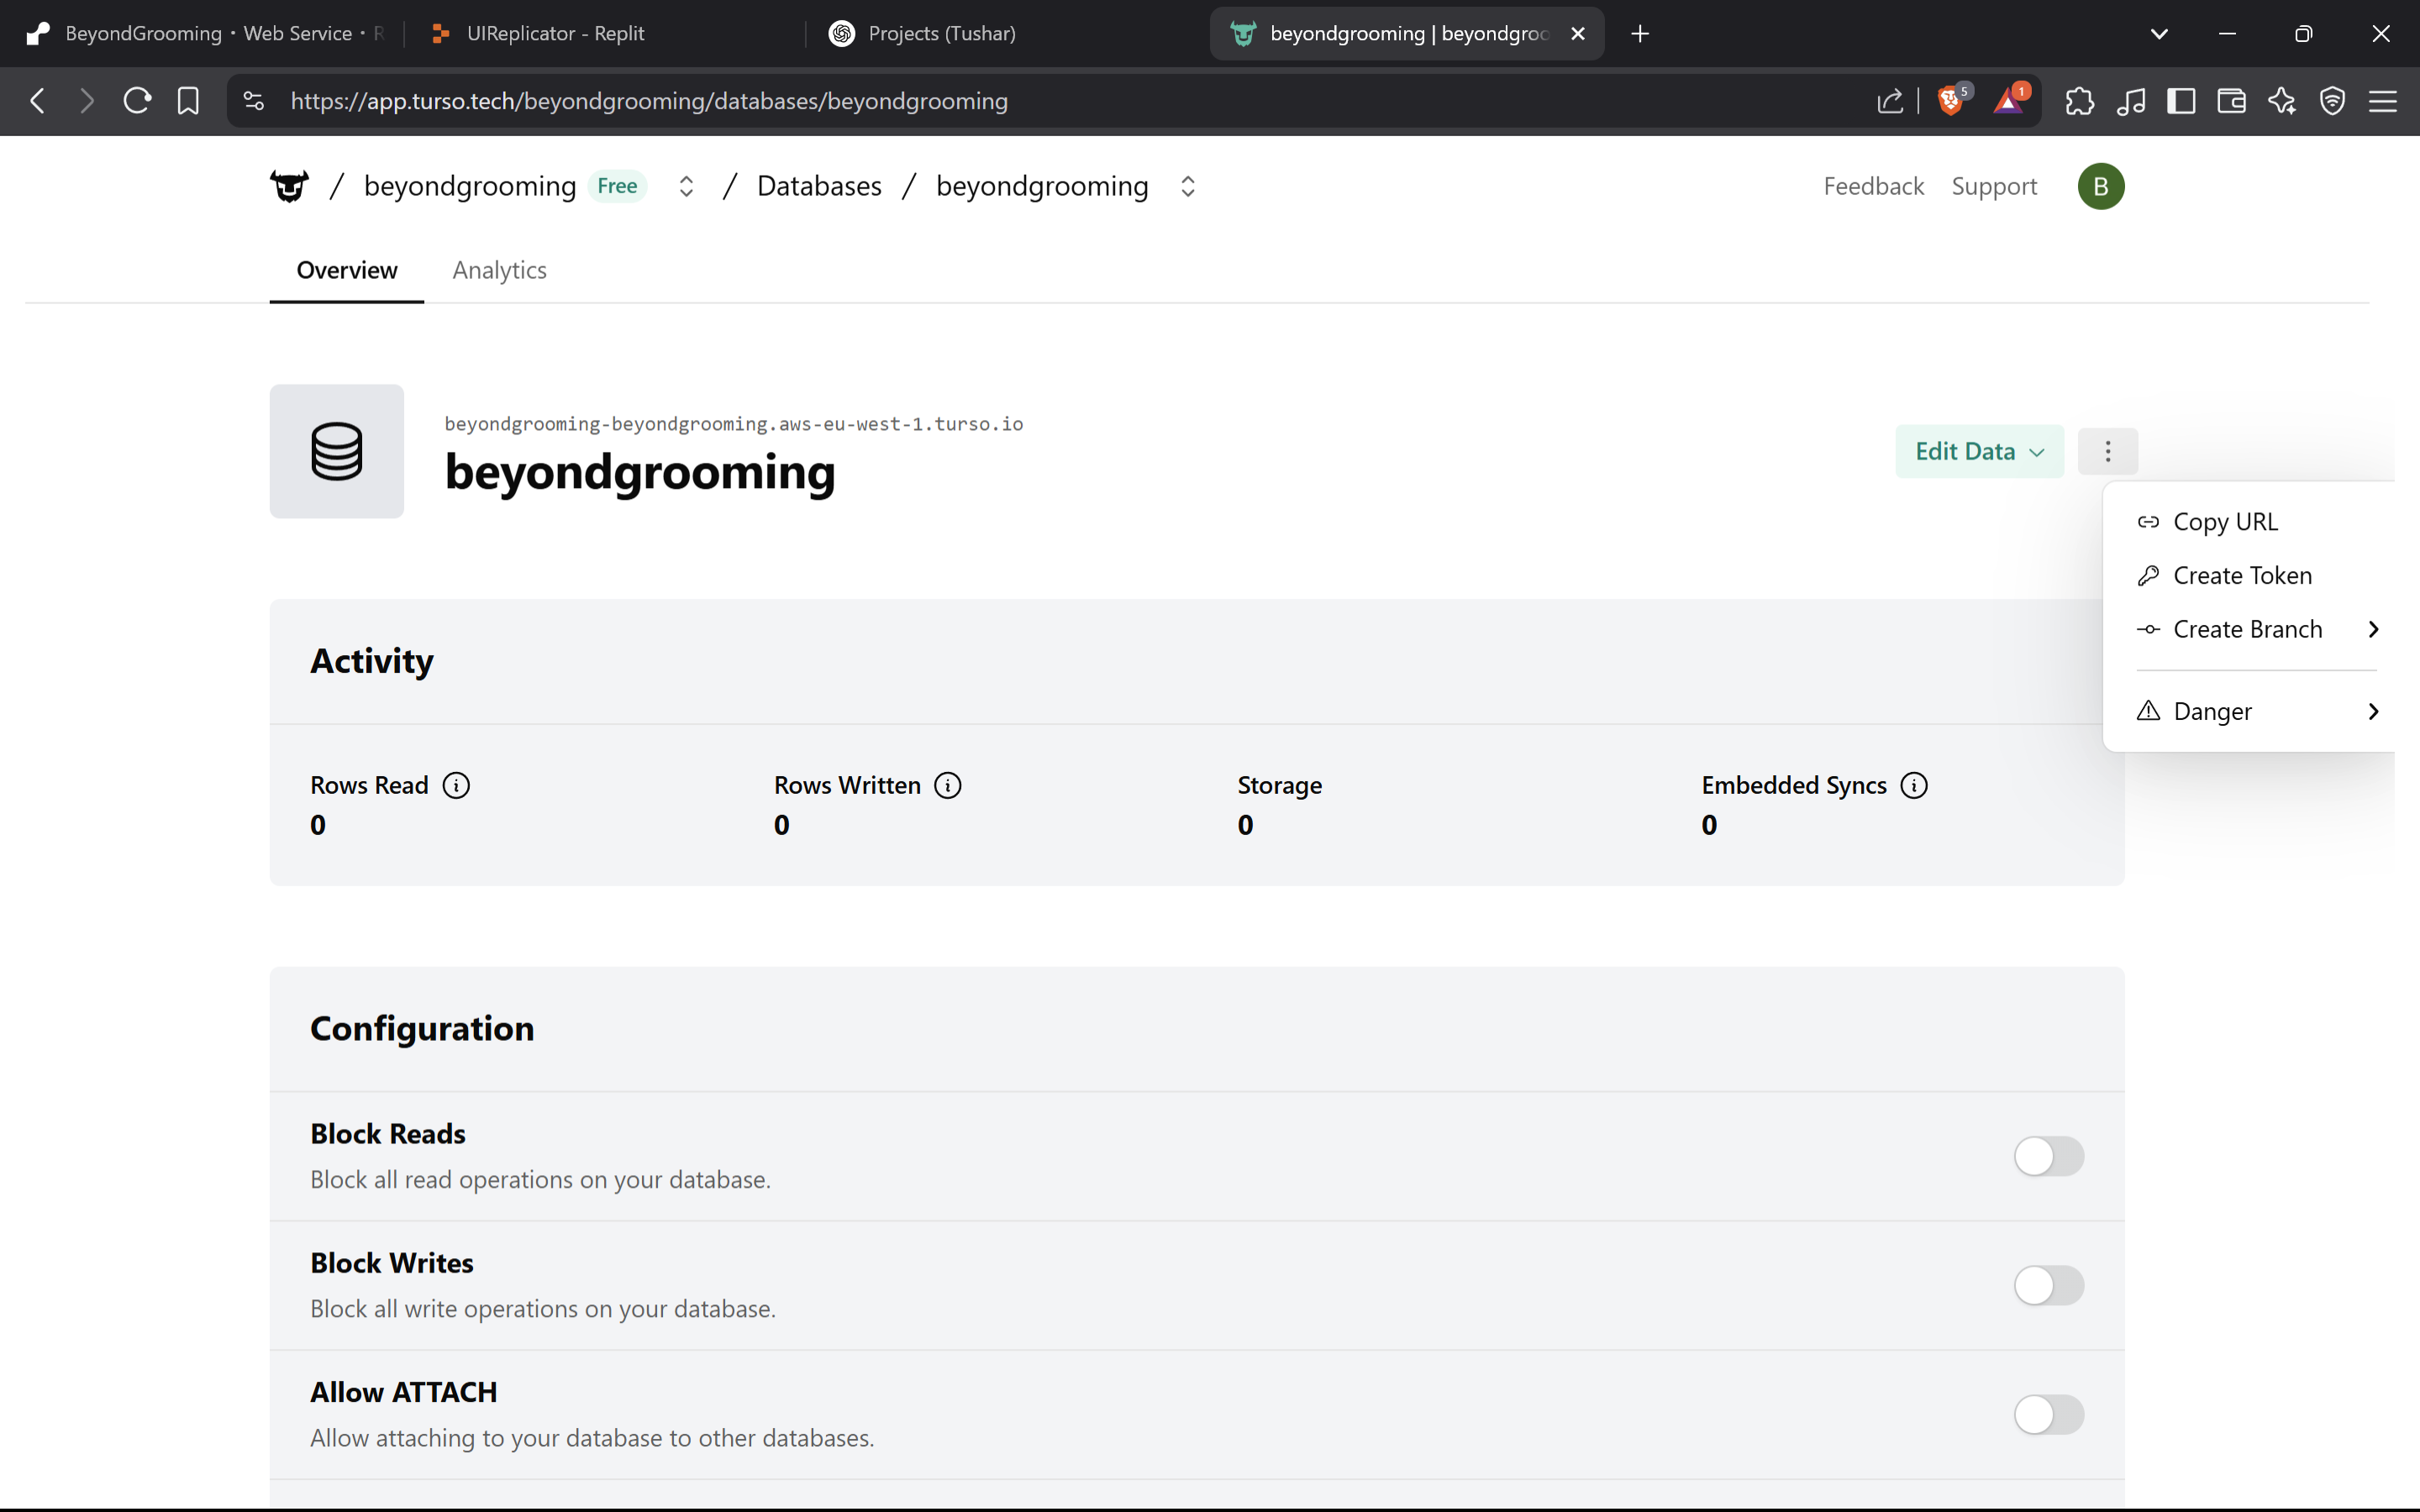 BeyondGrooming · Web Service · R
UIReplicator - Replit
Projects (Tushar)
beyondgrooming | beyondgroo
https://app.turso.tech/beyondgrooming/databases/beyondgrooming
5
1
/ beyondgrooming Free / Databases / beyondgrooming
Feedback Support B
Overview Analytics
beyondgrooming-beyondgrooming.aws-eu-west-1.turso.io
beyondgrooming
Edit Data
Copy URL
Create Token
Create Branch
Danger
Activity
Rows Read
0
Rows Written
0
Storage
0
Embedded Syncs
0
Configuration
Block Reads
Block all read operations on your database.
Block Writes
Block all write operations on your database.
Allow ATTACH
Allow attaching to your database to other databases.